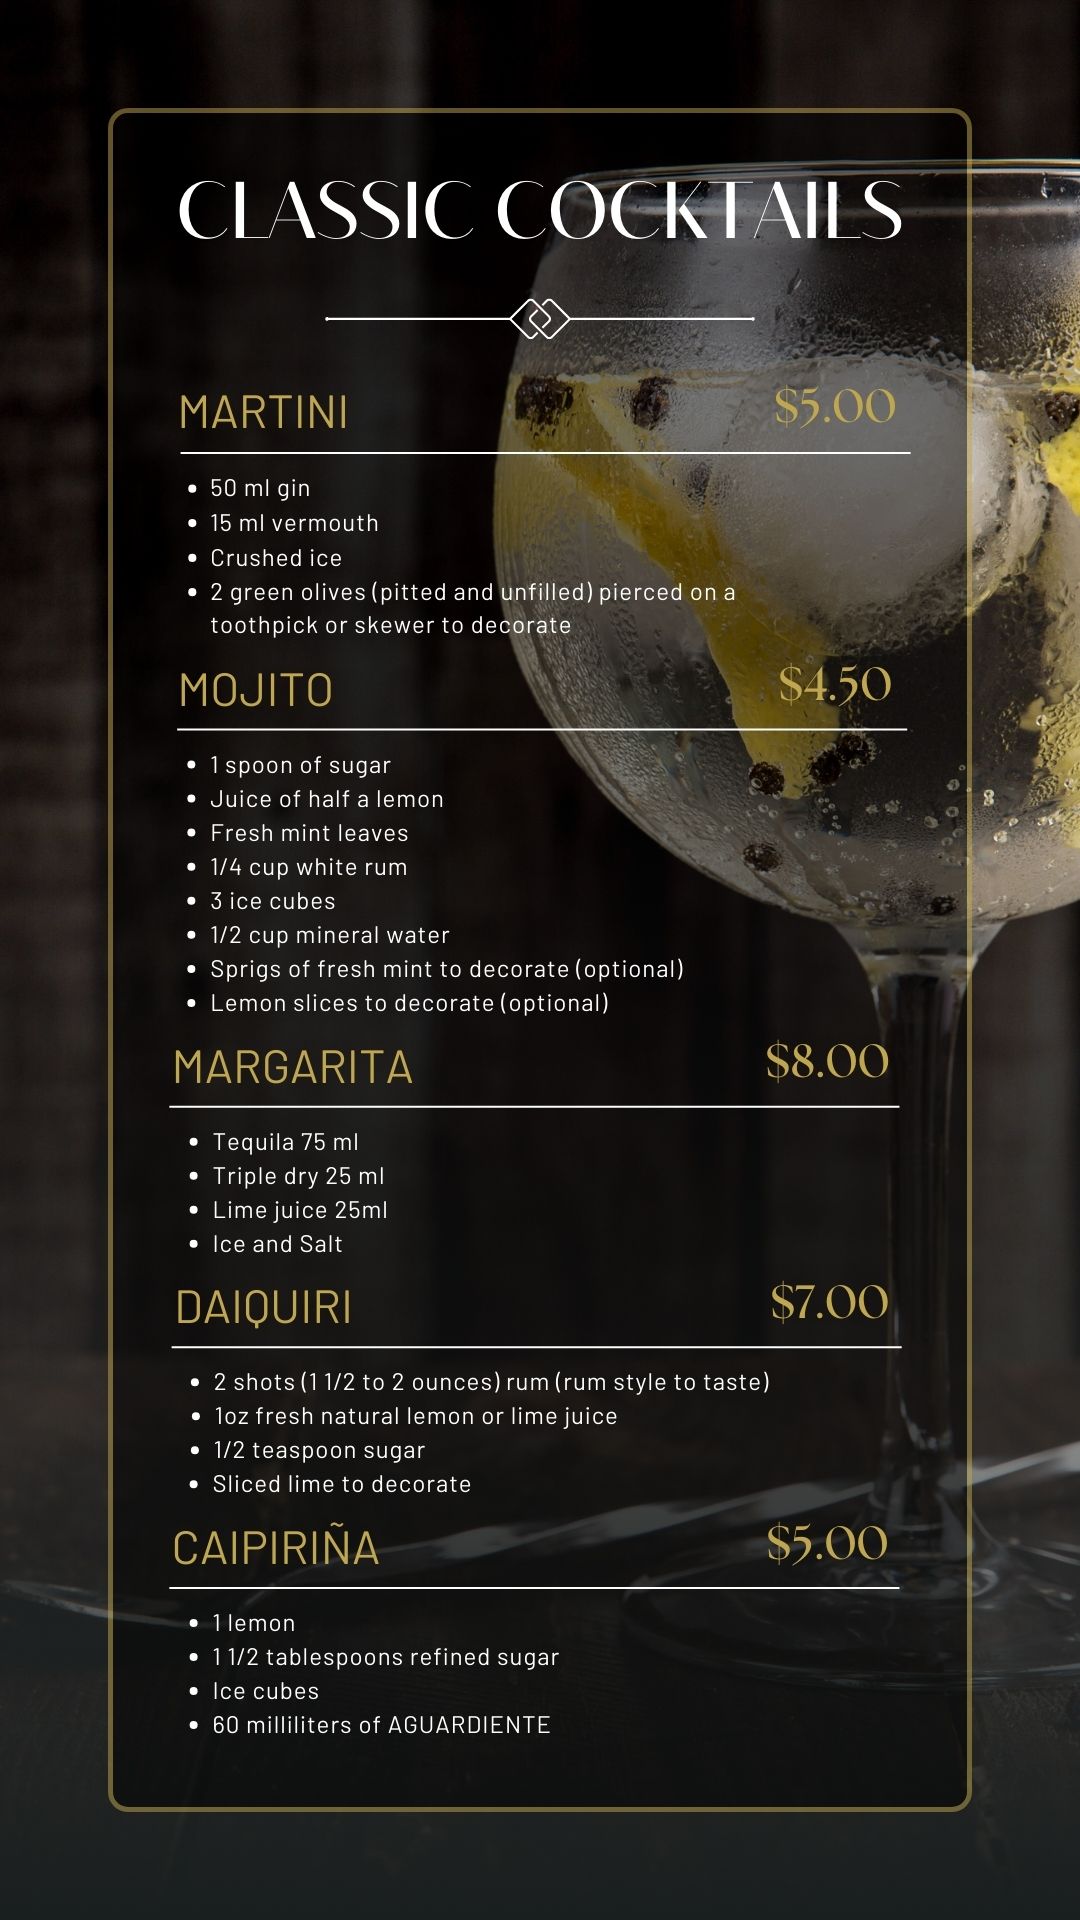 CLASSIC COCKTAILS
MARTINI $5.00
• 50 ml gin
• 15 ml vermouth
• Crushed ice
• 2 green olives (pitted and unfilled) pierced on a
toothpick or skewer to decorate
MOJITO $4.50
• 1 spoon of sugar
• Juice of half a lemon
• Fresh mint leaves
• 1/4 cup white rum
• 3 ice cubes
• 1/2 cup mineral water
• Sprigs of fresh mint to decorate (optional)
• Lemon slices to decorate (optional)
MARGARITA $8.00
• Tequila 75 ml
• Triple dry 25 ml
• Lime juice 25ml
• Ice and Salt
DAIQUIRI $7.00
• 2 shots (1 1/2 to 2 ounces) rum (rum style to taste)
• 1oz fresh natural lemon or lime juice
• 1/2 teaspoon sugar
• Sliced lime to decorate
CAIPIRIÑA $5.00
• 1 lemon
• 1 1/2 tablespoons refined sugar
• Ice cubes
• 60 milliliters of AGUARDIENTE